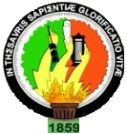 IN THESAVRIS SAPIENTIÆ GLORIFICATIO VITÆ
1859